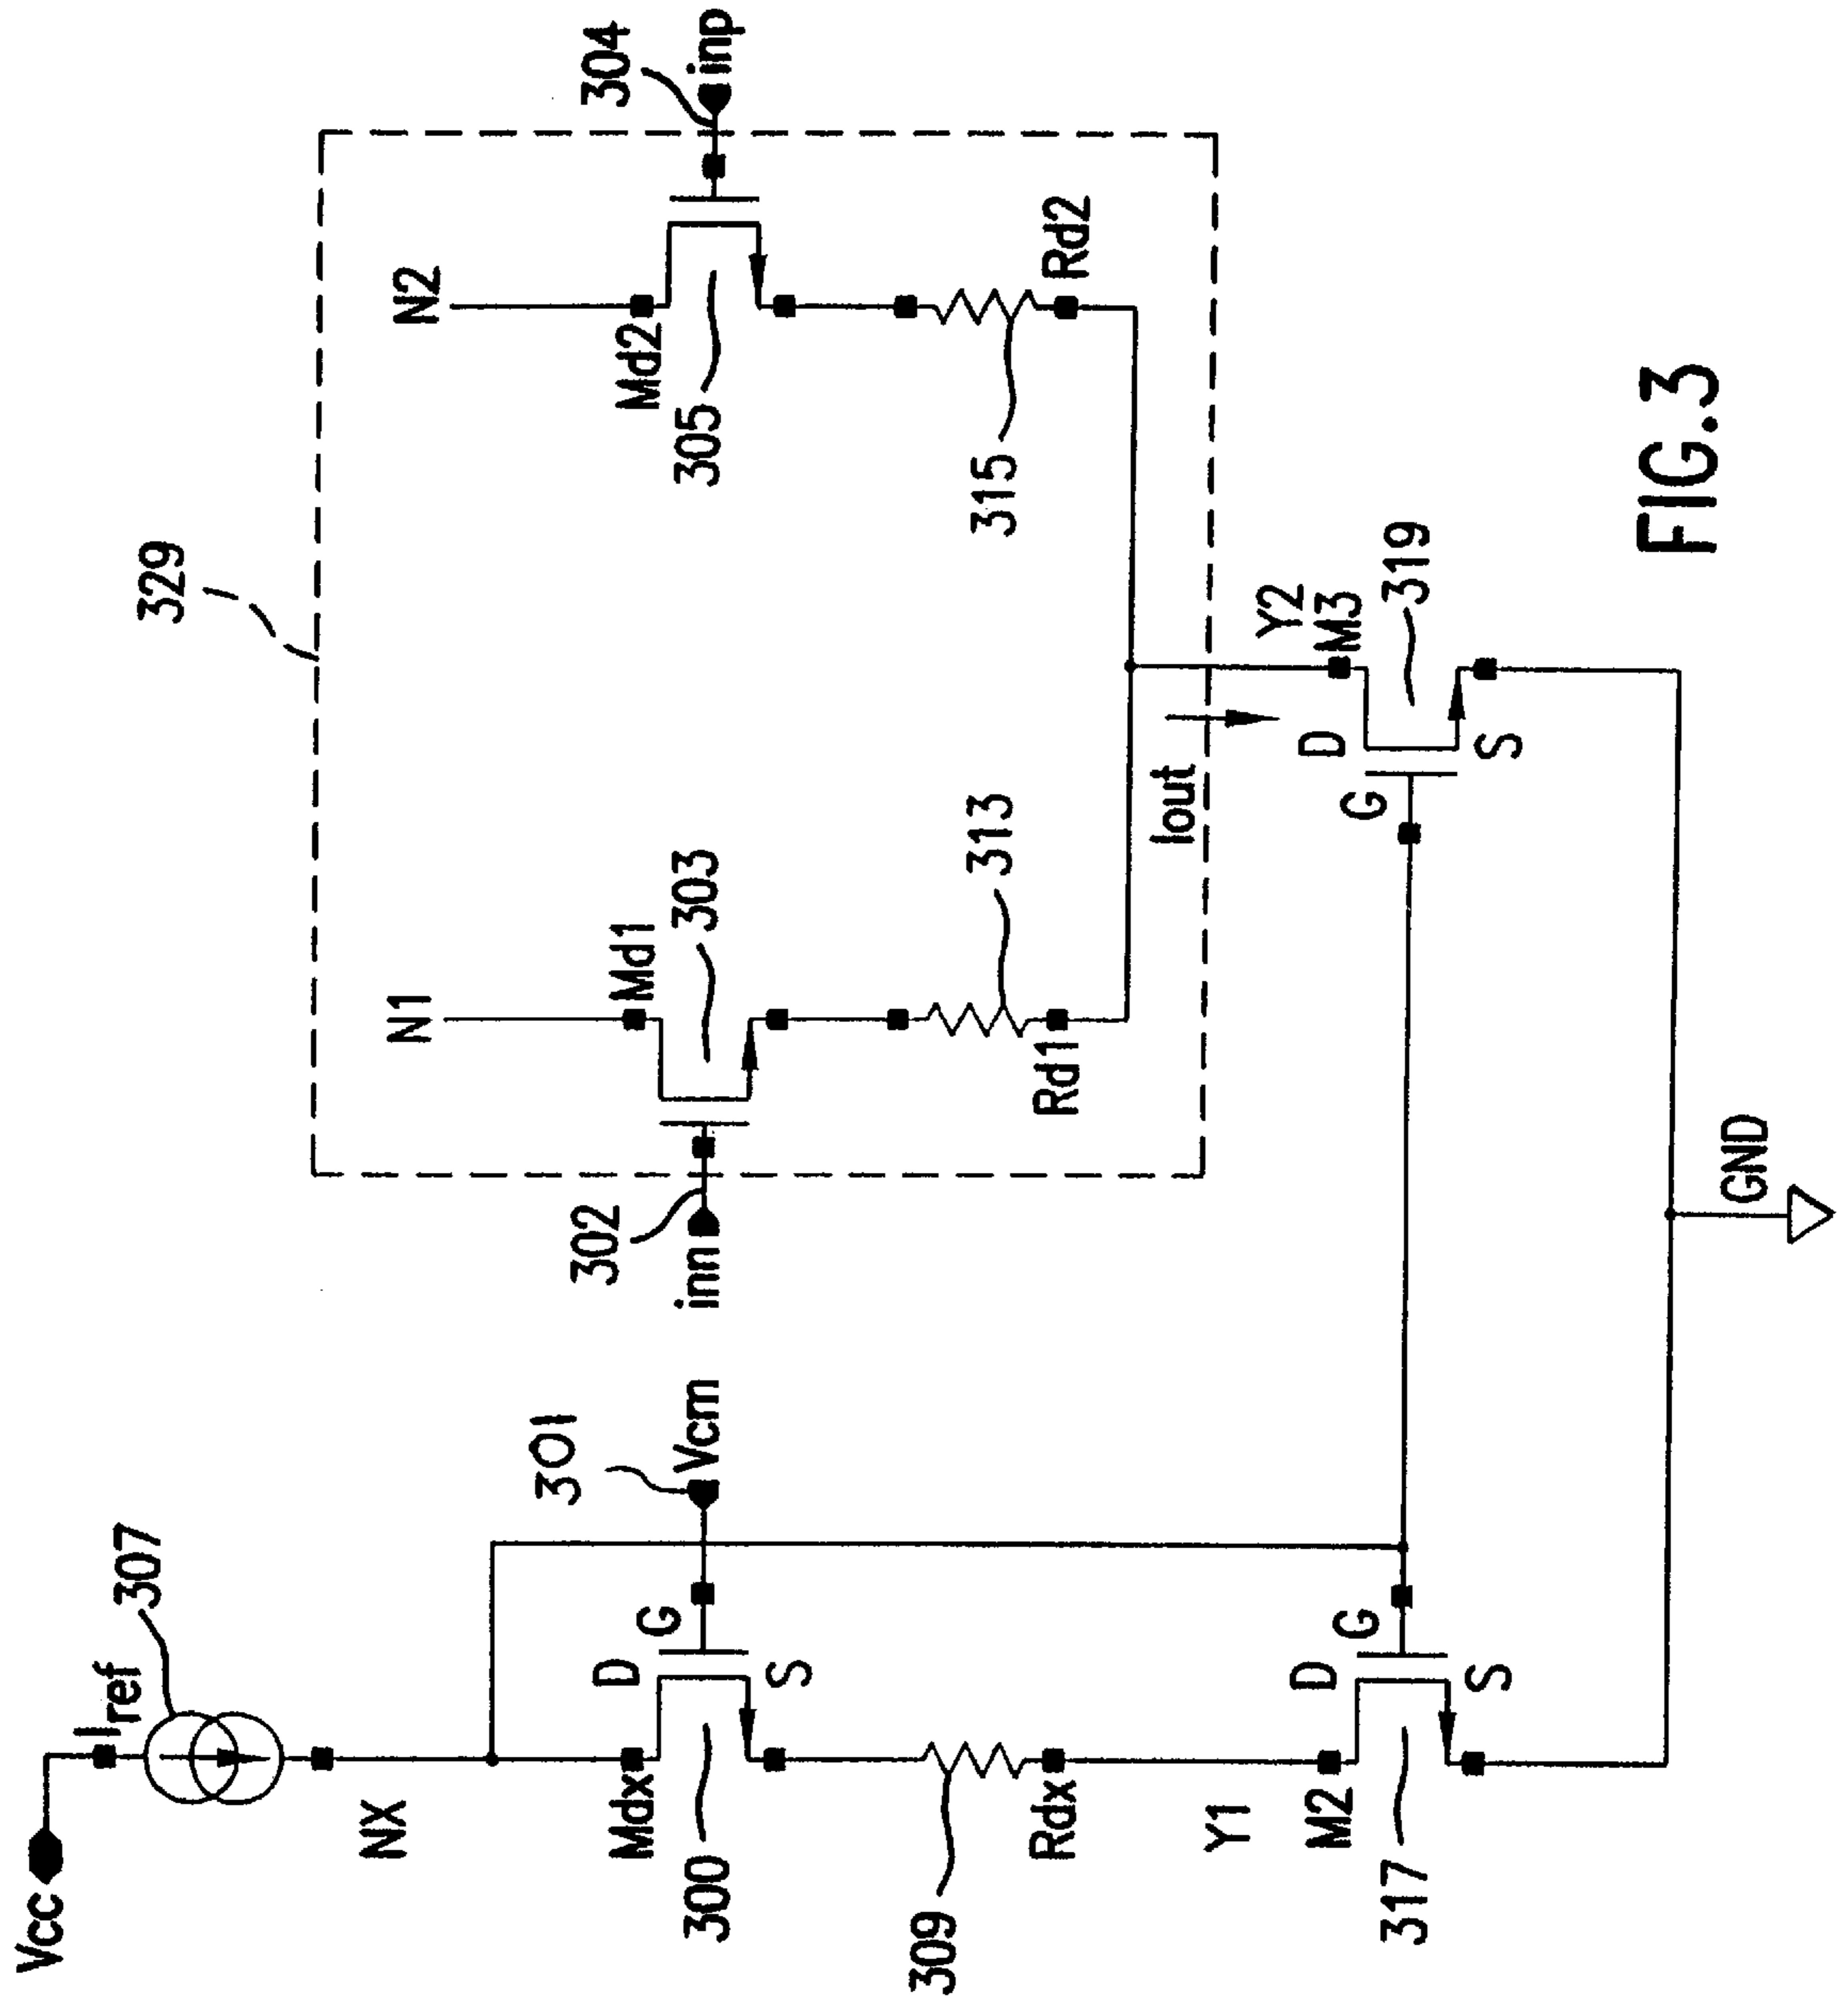 329
304
inp
N2
Md2
305
Rd2
315
N1
Md1
303
302
inn
313
Rd1
Iout
Y2
M3
D
G
S
319
Vcc
Iref
307
NX
301
Vcm
G
D
S
Mdx
300
309
Rdx
Y1
M2
D
G
S
317
GND
FIG.3